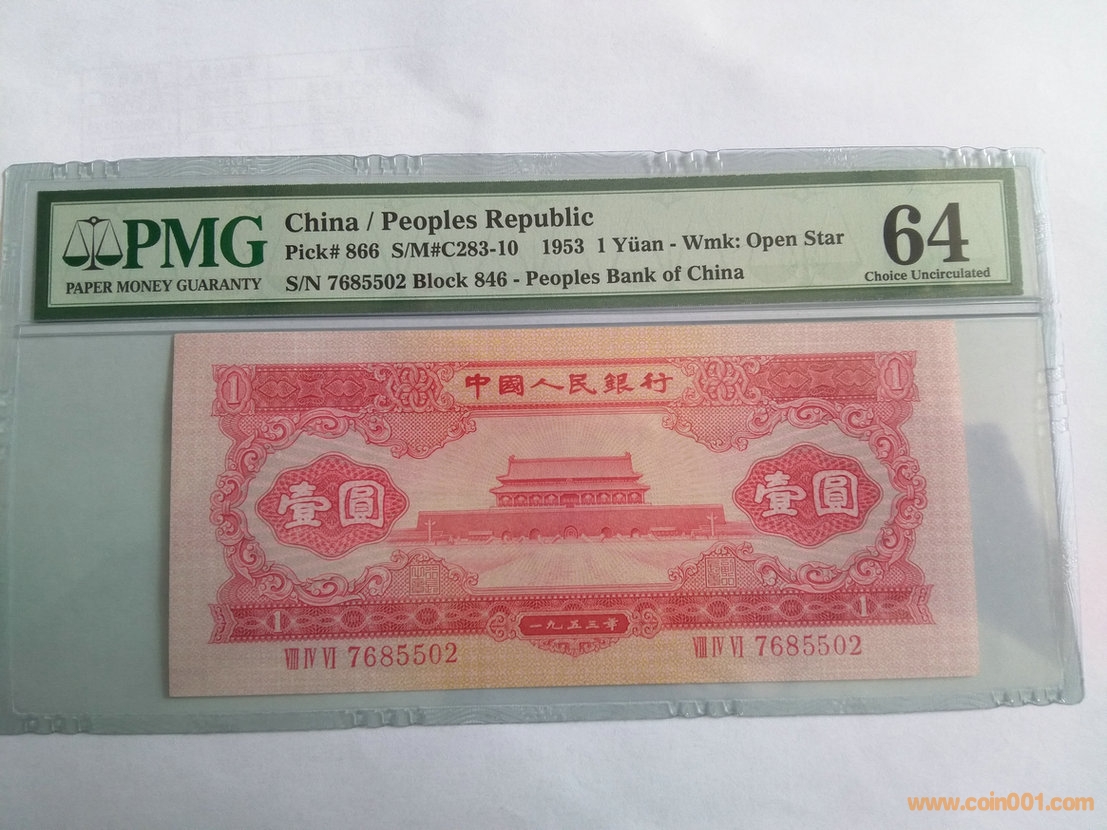 PMG
PAPER MONEY GUARANTY
China / Peoples Republic
Pick# 866 S/M#C283-10 1953 1 Yüan - Wmk: Open Star
S/N 7685502 Block 846 - Peoples Bank of China
64
Choice Uncirculated
1 中國人民銀行 1
壹圓 壹圓
1 1
一九五三年
VIII IV VI 7685502 VIII IV VI 7685502
www.coin001.com